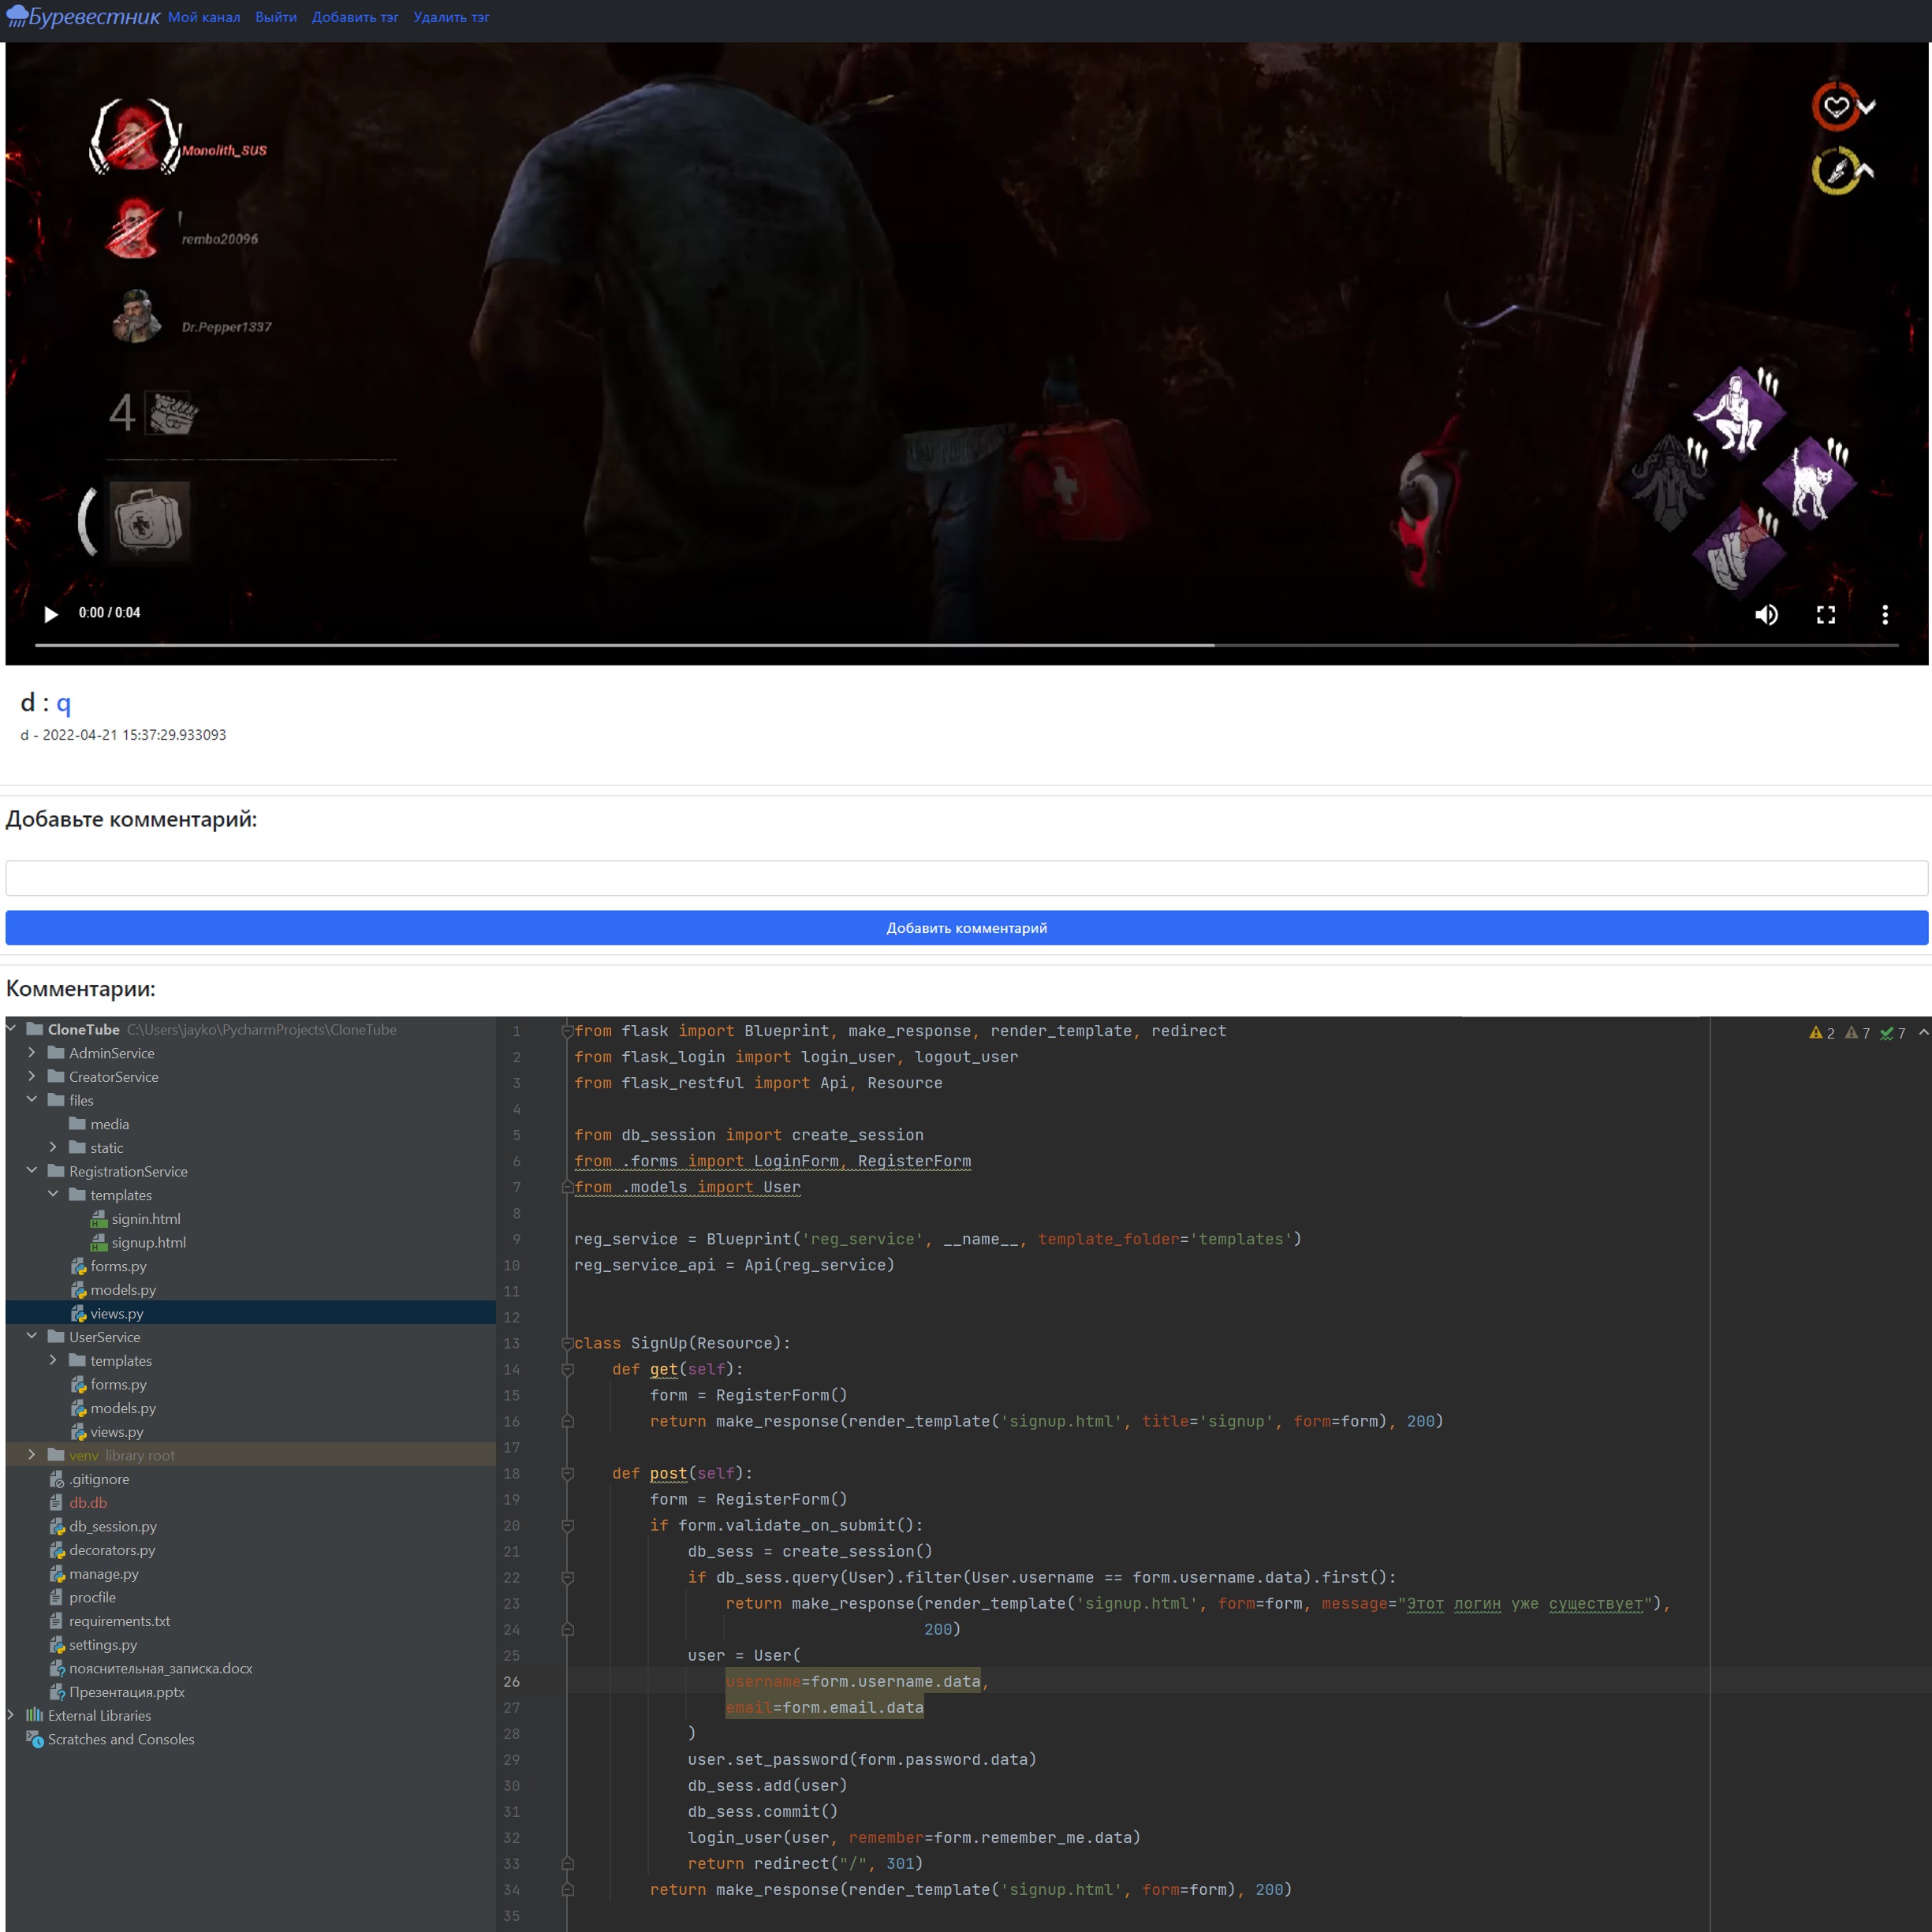 Буревестник Мой канал Выйти Добавить тэг Удалить тэг
Monolith_SUS
rembo20096
Dr.Pepper1337
4
0:00 / 0:04
d : q
d - 2022-04-21 15:37:29.933093
Добавьте комментарий:
Добавить комментарий
Комментарии:
CloneTube C:\Users\jayko\PycharmProjects\CloneTube
AdminService
CreatorService
files
media
static
RegistrationService
templates
signin.html
signup.html
forms.py
models.py
views.py
UserService
templates
forms.py
models.py
views.py
venv library root
.gitignore
db.db
db_session.py
decorators.py
manage.py
procfile
requirements.txt
settings.py
пояснительная_записка.docx
Презентация.pptx
External Libraries
Scratches and Consoles
2 7 7
1 from flask import Blueprint, make_response, render_template, redirect
2 from flask_login import login_user, logout_user
3 from flask_restful import Api, Resource
4
5 from db_session import create_session
6 from .forms import LoginForm, RegisterForm
7 from .models import User
8
9 reg_service = Blueprint('reg_service', __name__, template_folder='templates')
10 reg_service_api = Api(reg_service)
11
12
13 class SignUp(Resource):
14 def get(self):
15 form = RegisterForm()
16 return make_response(render_template('signup.html', title='signup', form=form), 200)
17
18 def post(self):
19 form = RegisterForm()
20 if form.validate_on_submit():
21 db_sess = create_session()
22 if db_sess.query(User).filter(User.username == form.username.data).first():
23 return make_response(render_template('signup.html', form=form, message="Этот логин уже существует"),
24 200)
25 user = User(
26 username=form.username.data,
27 email=form.email.data
28 )
29 user.set_password(form.password.data)
30 db_sess.add(user)
31 db_sess.commit()
32 login_user(user, remember=form.remember_me.data)
33 return redirect("/", 301)
34 return make_response(render_template('signup.html', form=form), 200)
35